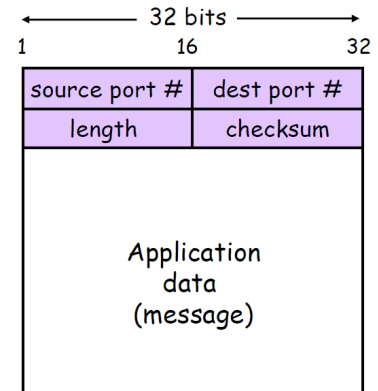 32 bits
1 16 32
source port # dest port #
length checksum
Application
data
(message)